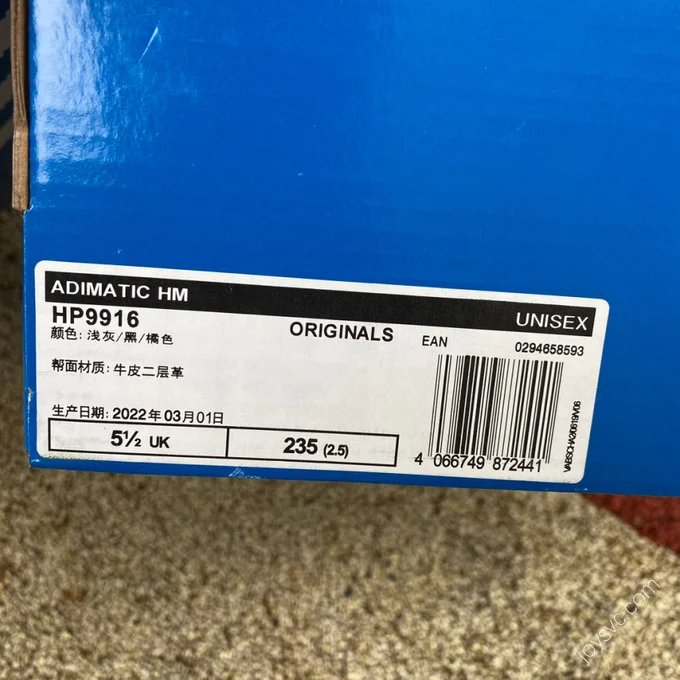 ADIMATIC HM
UNISEX
HP9916
ORIGINALS
EAN
0294658593
颜色: 浅灰/黑/橘色
帮面材质: 牛皮二层革
生产日期: 2022年03月01日
5½ UK
235 (2.5)
4 066749 872441
joysvc.com